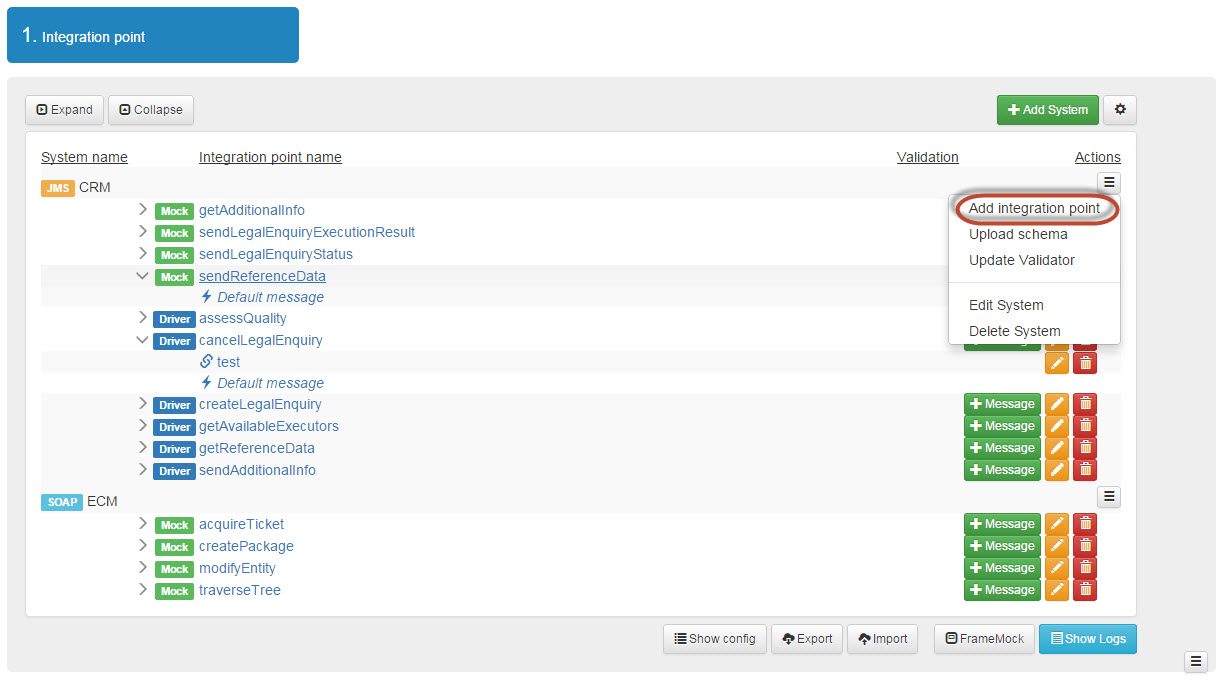 1. Integration point
Expand Collapse Add System
System name Integration point name Validation Actions
JMS CRM
Mock getAdditionalInfo
Add integration point
Mock sendLegalEnquiryExecutionResult
Upload schema
Mock sendLegalEnquiryStatus
Update Validator
Mock sendReferenceData
Default message
Edit System
Driver assessQuality
Delete System
Driver cancelLegalEnquiry
test
Default message
Driver createLegalEnquiry Message
Driver getAvailableExecutors Message
Driver getReferenceData Message
Driver sendAdditionalInfo Message
SOAP ECM
Mock acquireTicket Message
Mock createPackage Message
Mock modifyEntity Message
Mock traverseTree Message
Show config Export Import FrameMock Show Logs